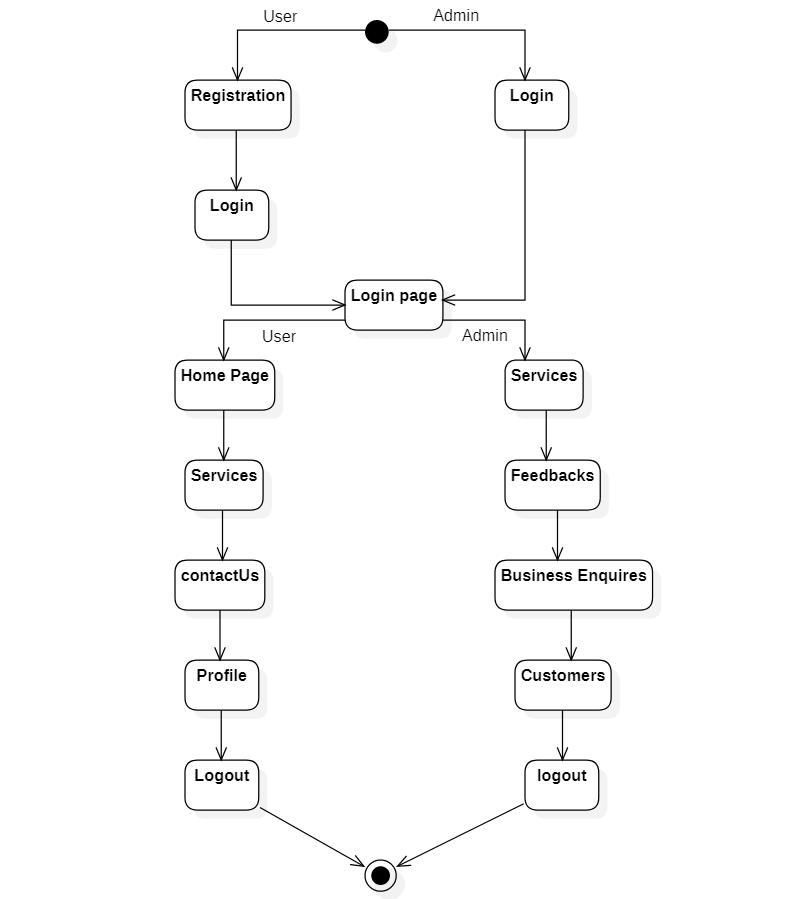 User
Admin
Registration
Login
Login
Login page
User
Admin
Home Page
Services
Services
Feedbacks
contactUs
Business Enquires
Profile
Customers
Logout
logout